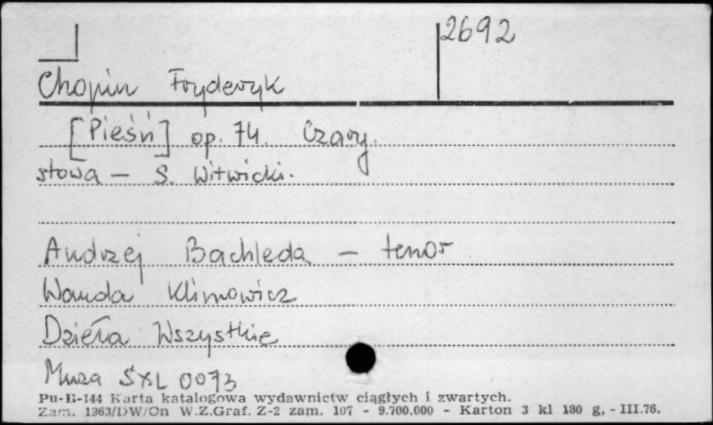 2692
Chopin Fryderyk
[Pieśń] op. 74. Czary.
słowa – S. Witwicki.
Andrzej Bachleda – tenor
Wanda Klimowicz
Dzieła Wszystkie
Muza SXL 0073
Pu-B-144 Karta katalogowa wydawnictw ciągłych i zwartych.
Zam. 1363/DW/On W.Z.Graf. Z-2 zam. 107 - 9.700.000 - Karton 3 kl 180 g, - III.76.